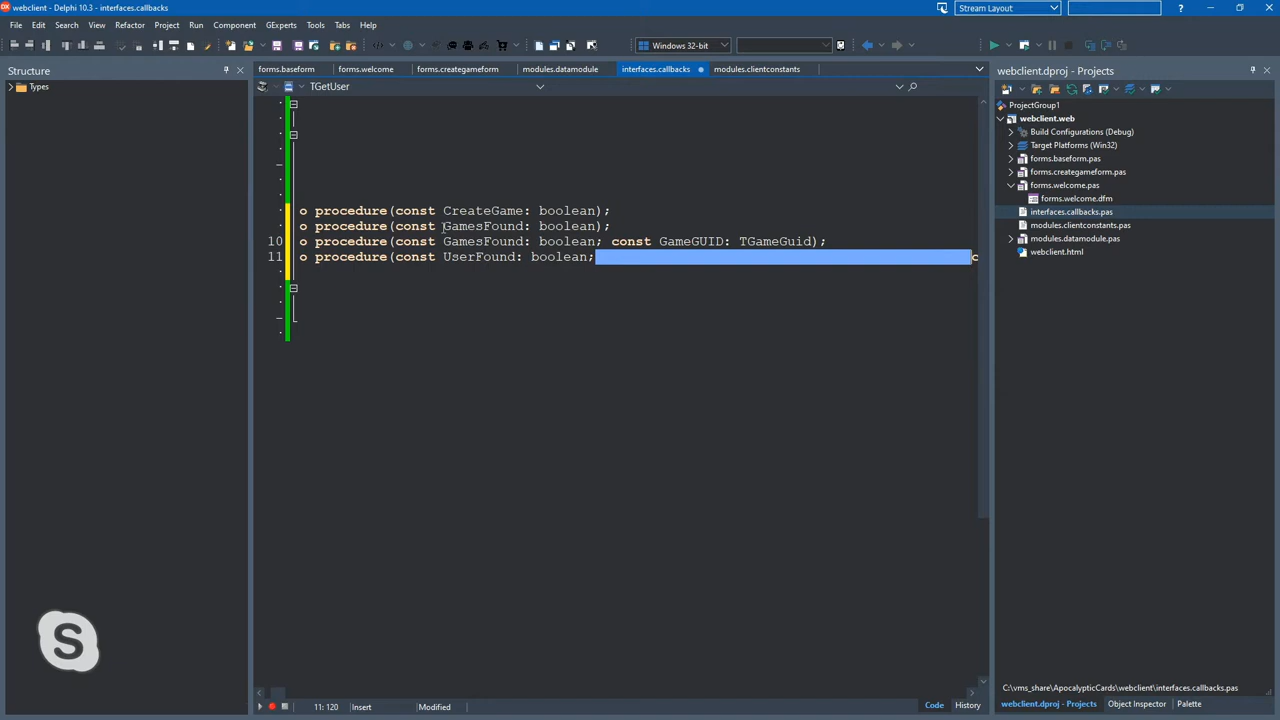 webclient - Delphi 10.3 - interfaces.callbacks
Stream Layout
File Edit Search View Refactor Project Run Component GExperts Tools Tabs Help
Windows 32-bit
Structure
Types
forms.baseform forms.welcome forms.creategameform modules.datamodule interfaces.callbacks modules.clientconstants
TGetUser
o procedure(const CreateGame: boolean);
o procedure(const GamesFound: boolean);
10 o procedure(const GamesFound: boolean; const GameGUID: TGameGuid);
11 o procedure(const UserFound: boolean; c
S
11: 120 Insert Modified
Code History
webclient.dproj - Projects
ProjectGroup1
webclient.web
Build Configurations (Debug)
Target Platforms (Win32)
forms.baseform.pas
forms.creategameform.pas
forms.welcome.pas
forms.welcome.dfm
interfaces.callbacks.pas
modules.clientconstants.pas
modules.datamodule.pas
webclient.html
C:\vms_share\ApocalypticCards\webclient\interfaces.callbacks.pas
webclient.dproj - Projects Object Inspector Palette